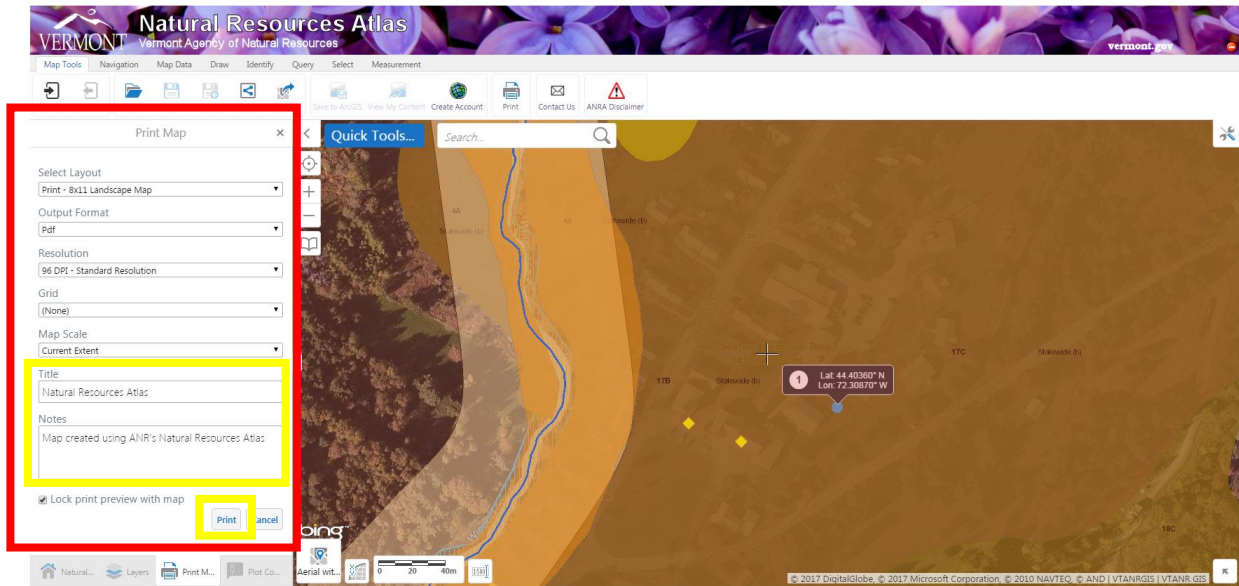 Natural Resources Atlas
VERMONT
Vermont Agency of Natural Resources
vermont.gov
Map Tools Navigation Map Data Draw Identify Query Select Measurement
Save to ArcGIS View My Content Create Account Print Contact Us ANRA Disclaimer
Print Map
Quick Tools...
Search...
Select Layout
Print - 8x11 Landscape Map
Output Format
Pdf
Resolution
96 DPI - Standard Resolution
Grid
(None)
Map Scale
Current Extent
Title
Natural Resources Atlas
Notes
Map created using ANR's Natural Resources Atlas
Lock print preview with map
Print Cancel
4A
Statewide (b)
4A
Statewide (b)
17B
Statewide (b)
1
Lat: 44.40360° N
Lon: 72.30870° W
17C
Statewide (b)
18C
bing
Natural... Layers Print M... Plot Co...
Aerial wit...
0 20 40m
© 2017 DigitalGlobe, © 2017 Microsoft Corporation, © 2010 NAVTEQ, © AND | VTANRGIS | VTANR GIS